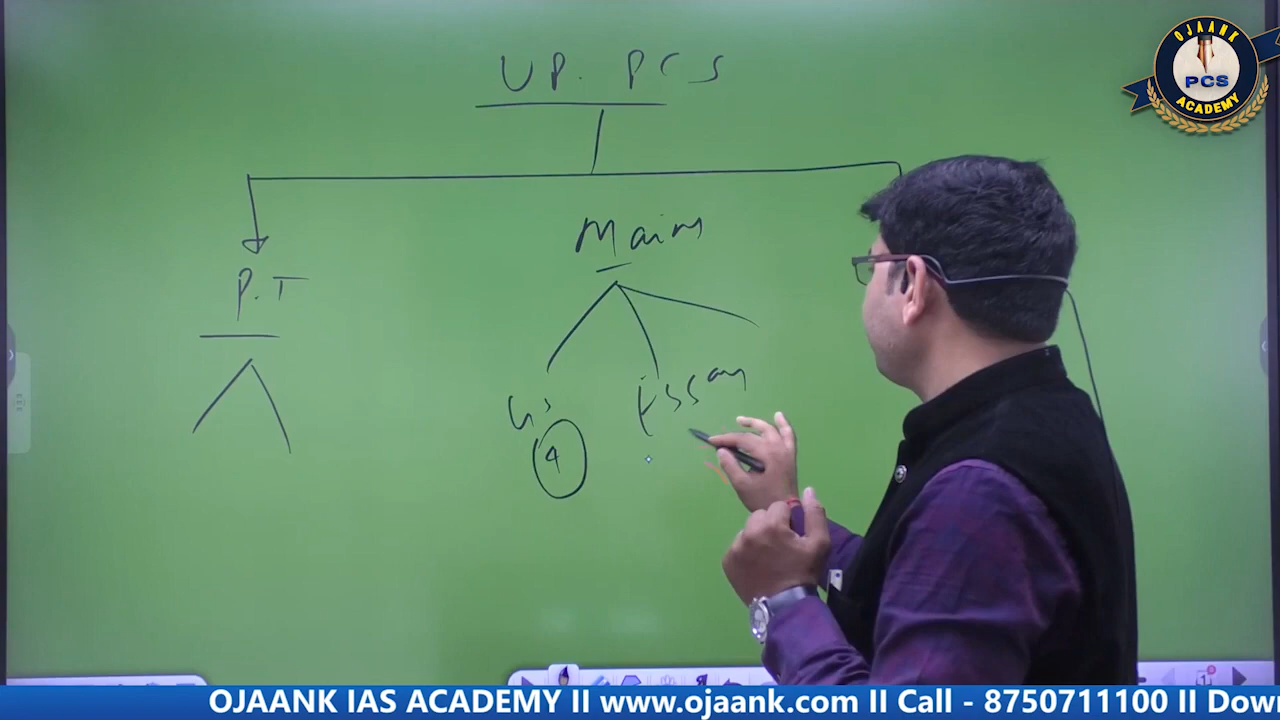 UP. PCS
Mains
P.T
Essay
Gs
4
OJAANK
PCS
ACADEMY
OJAANK IAS ACADEMY II www.ojaank.com II Call - 8750711100 II Dow